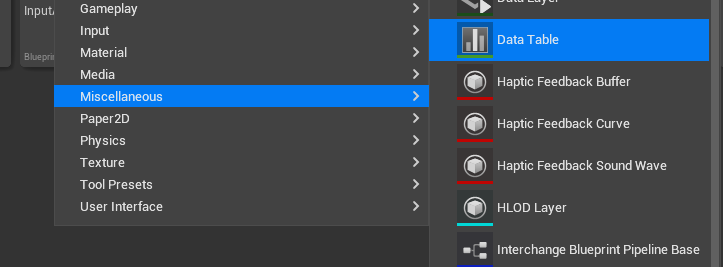 Gameplay
Input
Material
Media
Miscellaneous
Paper2D
Physics
Texture
Tool Presets
User Interface
Data Layer
Data Table
Haptic Feedback Buffer
Haptic Feedback Curve
Haptic Feedback Sound Wave
HLOD Layer
Interchange Blueprint Pipeline Base
InputA
Blueprin